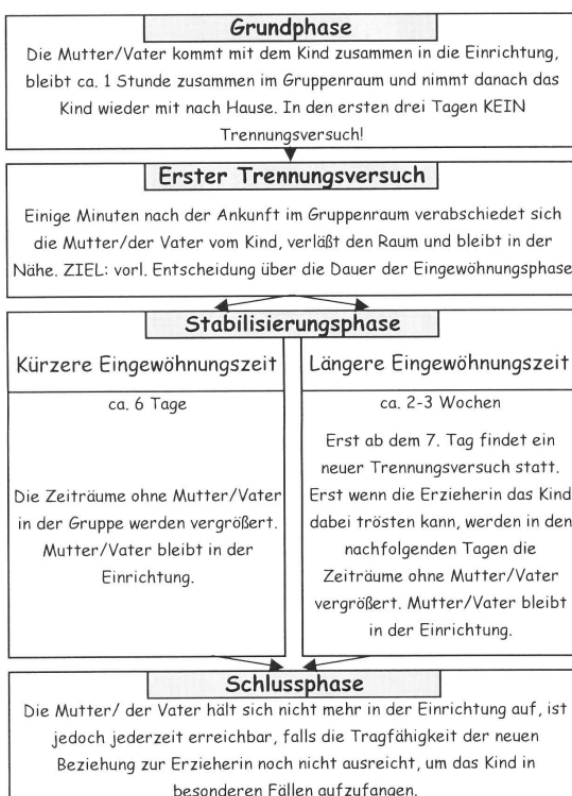 Grundphase
Die Mutter/Vater kommt mit dem Kind zusammen in die Einrichtung,
bleibt ca. 1 Stunde zusammen im Gruppenraum und nimmt danach das
Kind wieder mit nach Hause. In den ersten drei Tagen KEIN
Trennungsversuch!
Erster Trennungsversuch
Einige Minuten nach der Ankunft im Gruppenraum verabschiedet sich
die Mutter/der Vater vom Kind, verläßt den Raum und bleibt in der
Nähe. ZIEL: vorl. Entscheidung über die Dauer der Eingewöhnungsphase
Stabilisierungsphase
Kürzere Eingewöhnungszeit
ca. 6 Tage
Die Zeiträume ohne Mutter/Vater
in der Gruppe werden vergrößert.
Mutter/Vater bleibt in der
Einrichtung.
Längere Eingewöhnungszeit
ca. 2-3 Wochen
Erst ab dem 7. Tag findet ein
neuer Trennungsversuch statt.
Erst wenn die Erzieherin das Kind
dabei trösten kann, werden in den
nachfolgenden Tagen die
Zeiträume ohne Mutter/Vater
vergrößert. Mutter/Vater bleibt
in der Einrichtung.
Schlussphase
Die Mutter/ der Vater hält sich nicht mehr in der Einrichtung auf, ist
jedoch jederzeit erreichbar, falls die Tragfähigkeit der neuen
Beziehung zur Erzieherin noch nicht ausreicht, um das Kind in
besonderen Fällen aufzufangen.